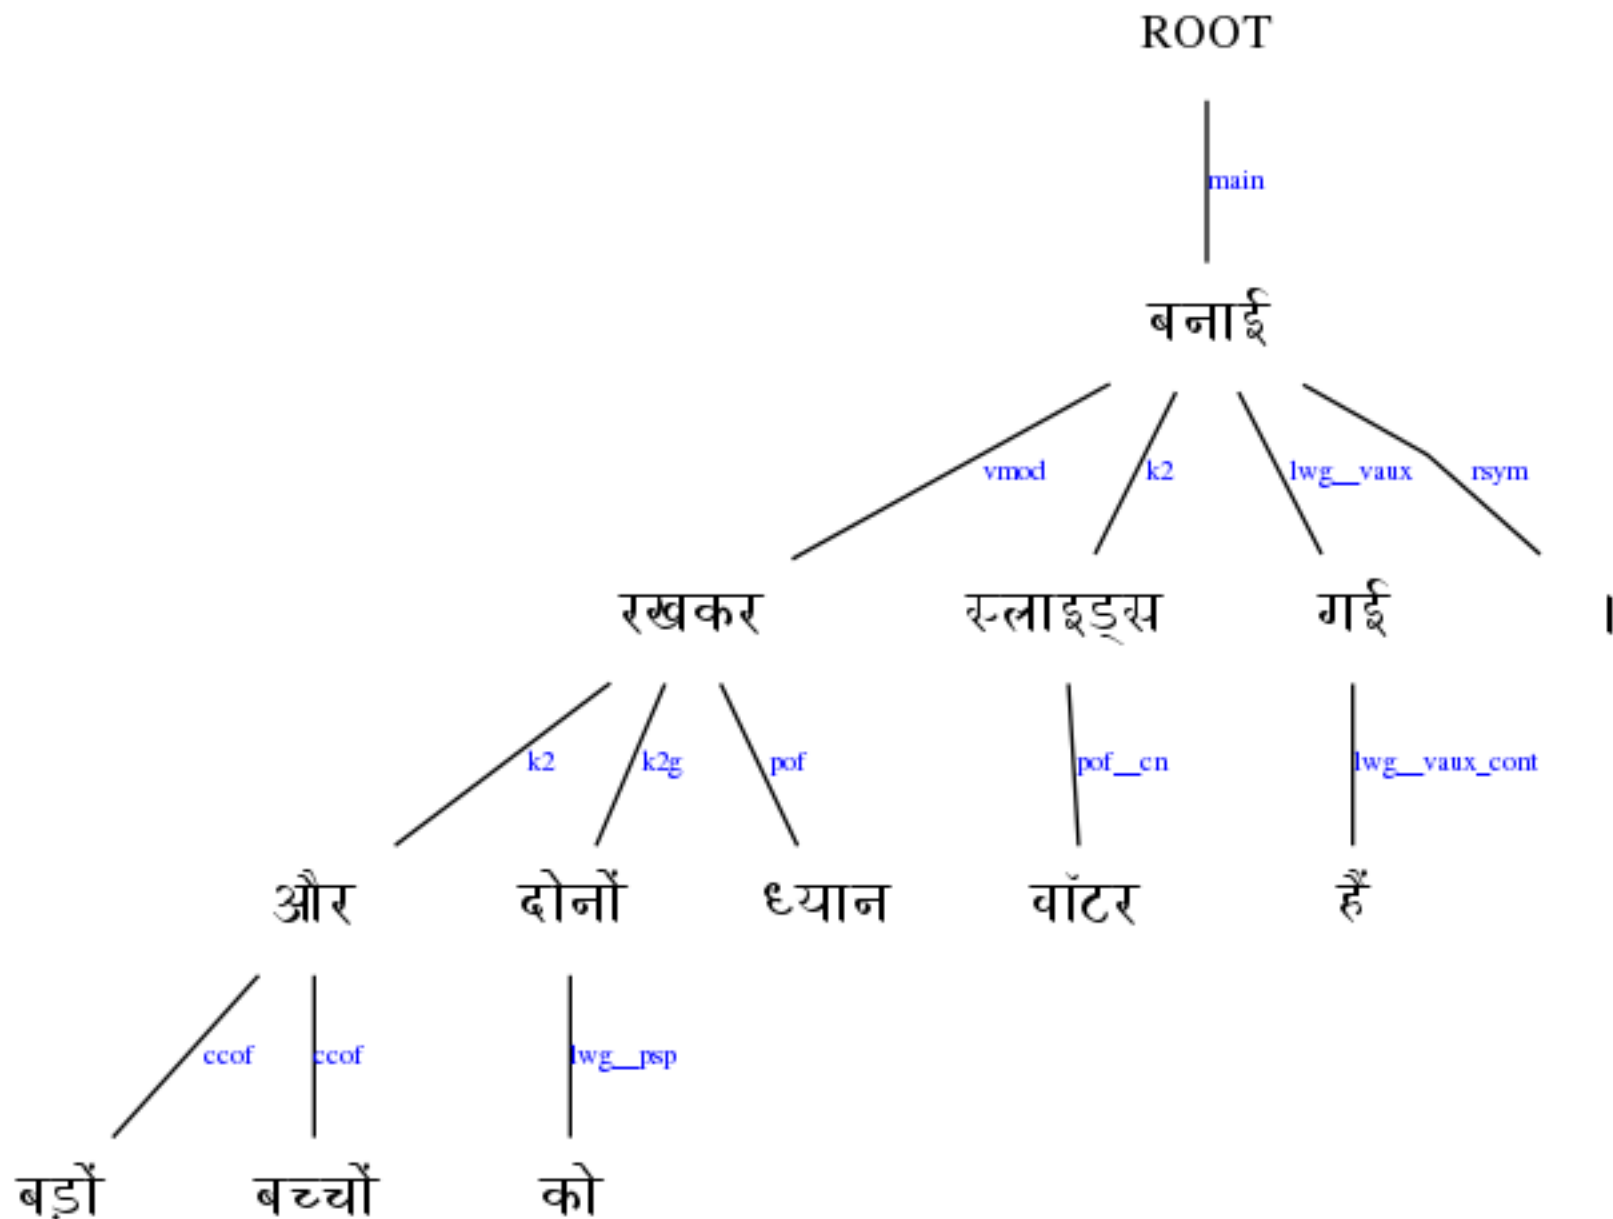 ROOT
main
बनाई
vmod k2 lwg__vaux rsym
रखकर स्लाइड्स गई ।
k2 k2g pof pof__cn lwg__vaux_cont
और दोनों ध्यान वॉटर हैं
ccof ccof lwg__psp
बड़ों बच्चों को